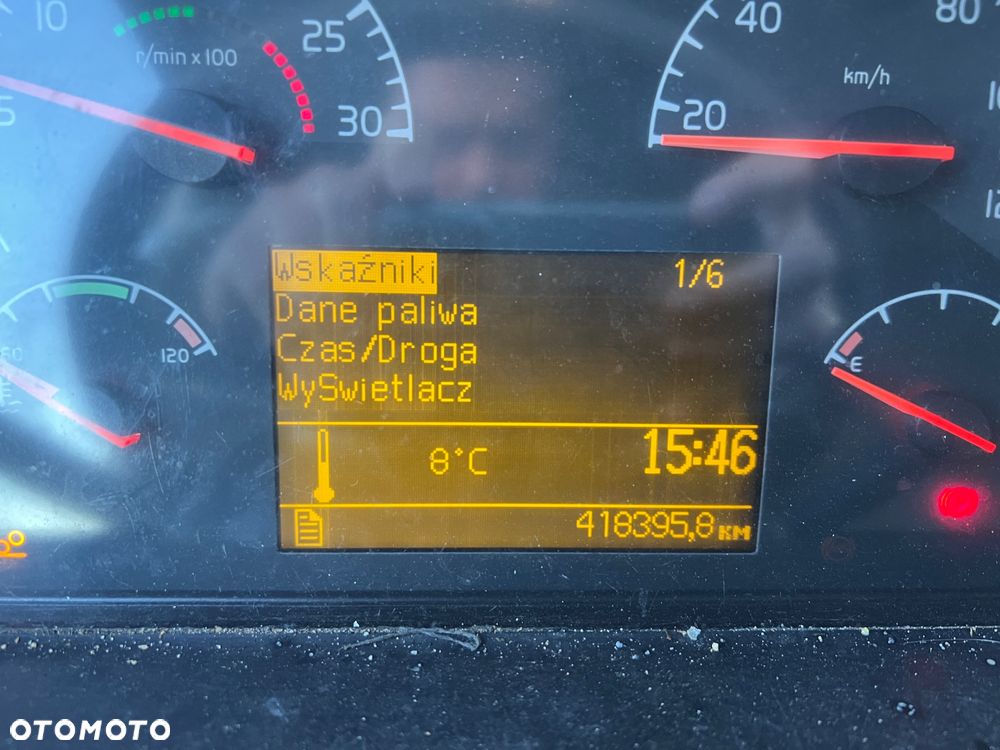 10
25
40
80
r/min x 100
km/h
5
30
20
Wskaźniki 1/6
Dane paliwa
Czas/Droga
WySwietlacz
120
E
8°C 15:46
418395,8 KM
OTOMOTO